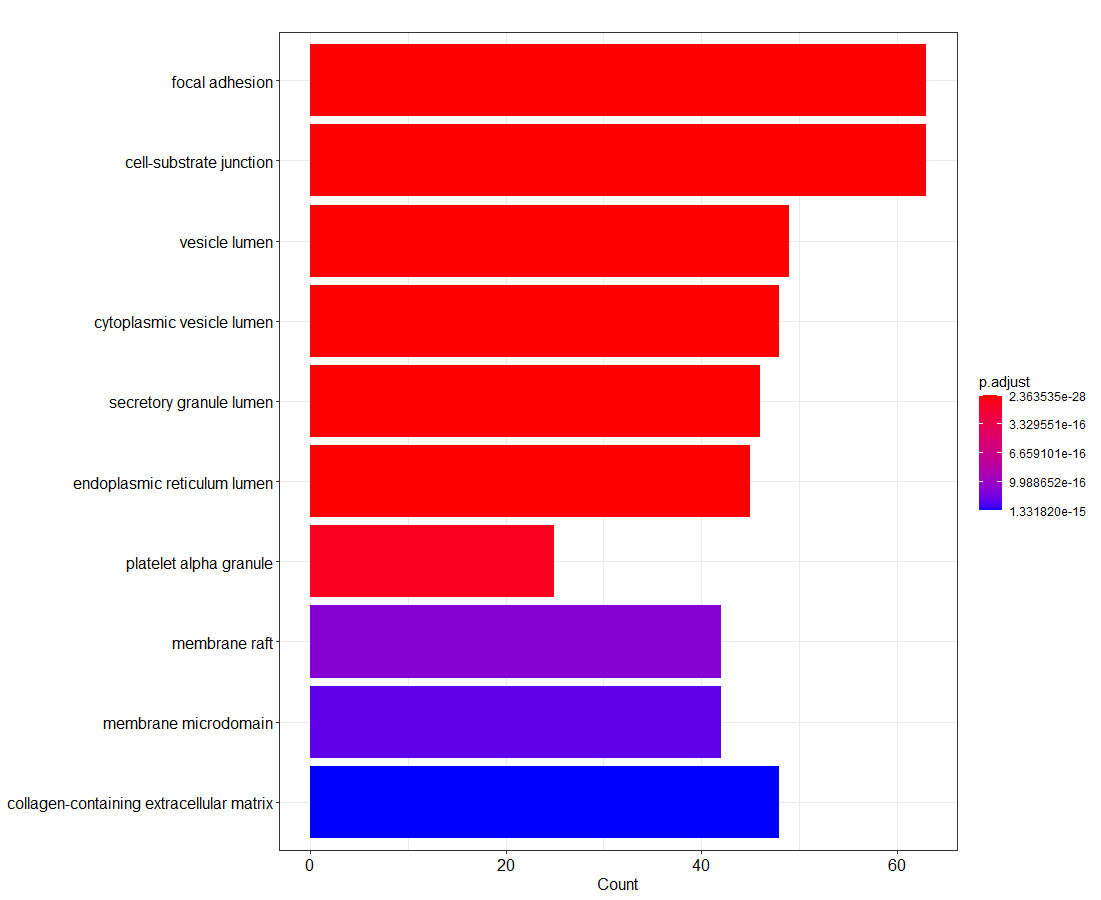 focal adhesion
cell-substrate junction
vesicle lumen
cytoplasmic vesicle lumen
secretory granule lumen
endoplasmic reticulum lumen
platelet alpha granule
membrane raft
membrane microdomain
collagen-containing extracellular matrix
0 20 40 60
Count
p.adjust
2.363535e-28
3.329551e-16
6.659101e-16
9.988652e-16
1.331820e-15